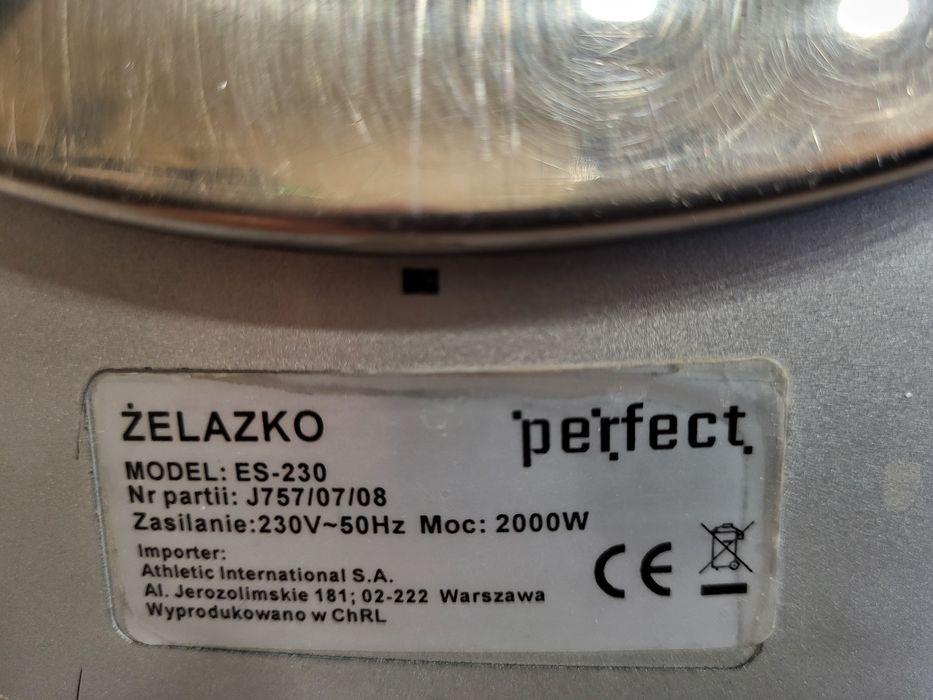 ŻELAZKO
perfect
MODEL: ES-230
Nr partii: J757/07/08
Zasilanie:230V~50Hz Moc: 2000W
Importer:
Athletic International S.A.
Al. Jerozolimskie 181; 02-222 Warszawa
Wyprodukowano w ChRL
CE